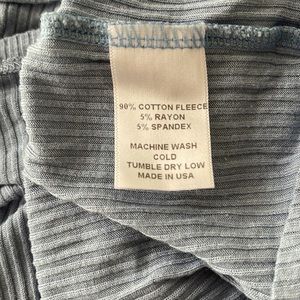 90% COTTON FLEECE
5% RAYON
5% SPANDEX
MACHINE WASH
COLD
TUMBLE DRY LOW
MADE IN USA